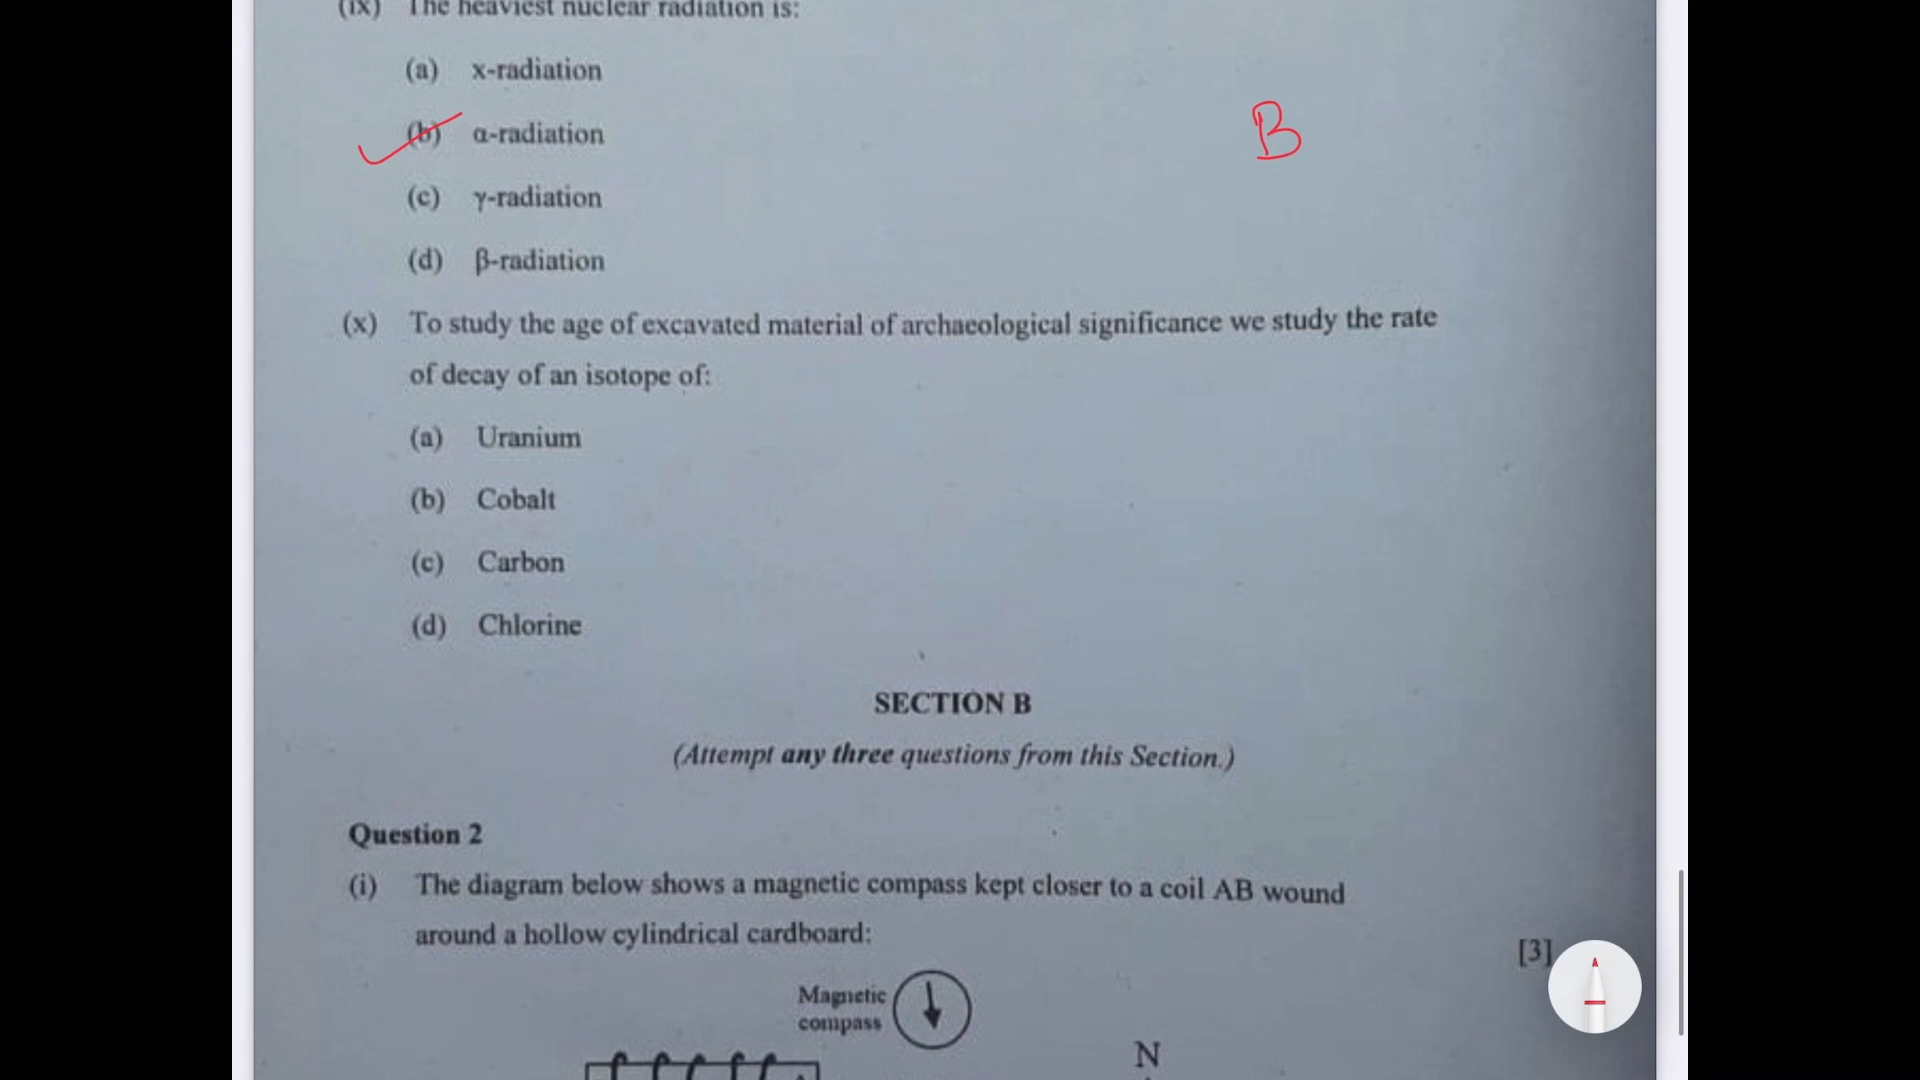 (ix) The heaviest nuclear radiation is:
(a) x-radiation
(b) α-radiation
B
(c) γ-radiation
(d) β-radiation
(x) To study the age of excavated material of archaeological significance we study the rate
of decay of an isotope of:
(a) Uranium
(b) Cobalt
(c) Carbon
(d) Chlorine
SECTION B
(Attempt any three questions from this Section.)
Question 2
(i) The diagram below shows a magnetic compass kept closer to a coil AB wound
around a hollow cylindrical cardboard:
[3]
Magnetic
compass
N